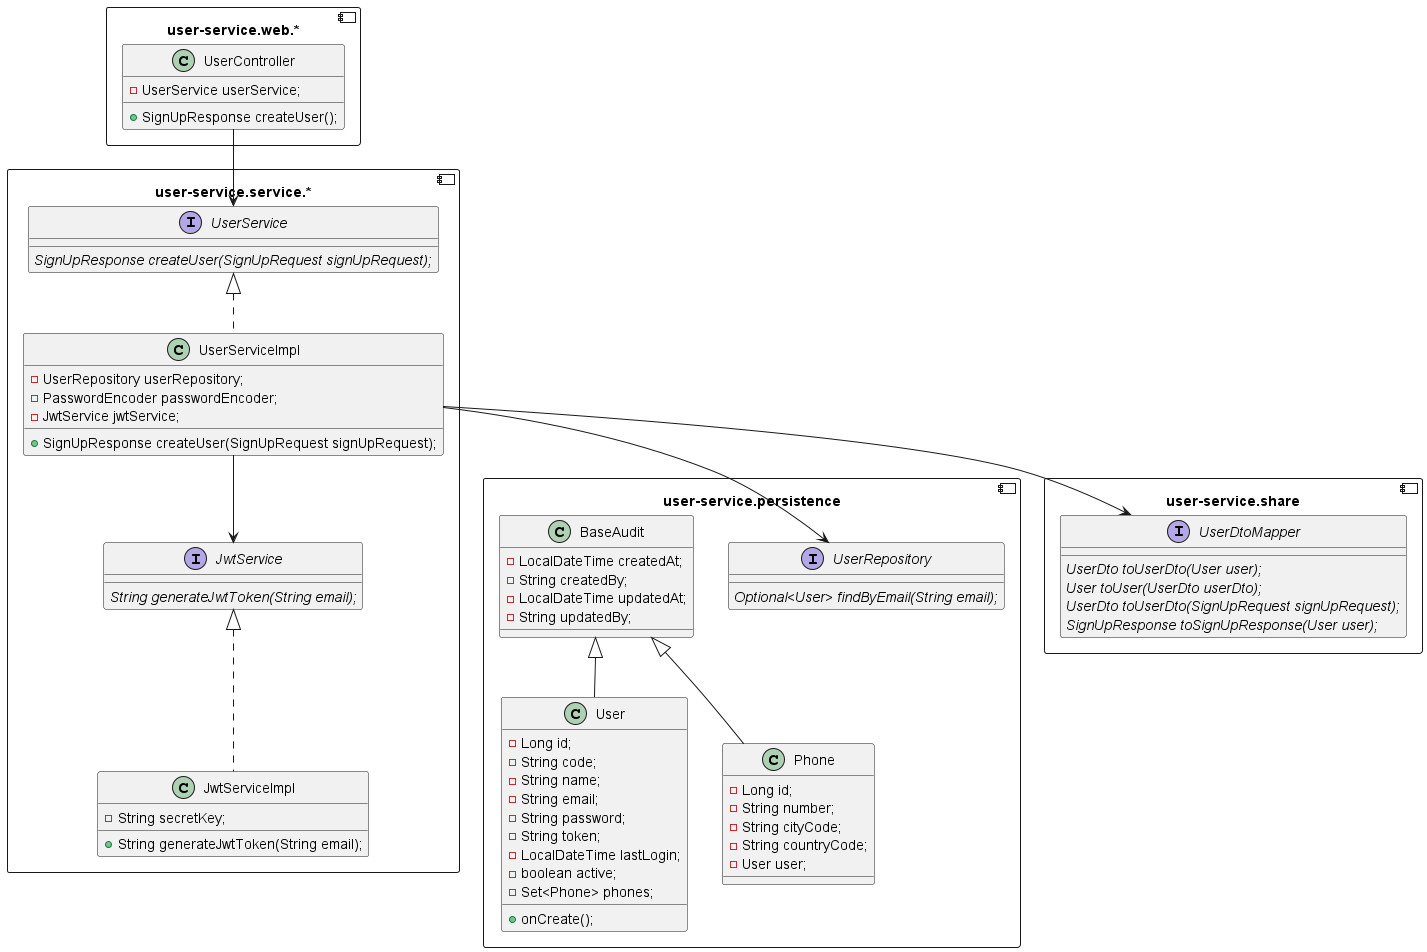 user-service.web.*
C UserController
UserService userService;
SignUpResponse createUser();
user-service.service.*
I UserService
SignUpResponse createUser(SignUpRequest signUpRequest);
C UserServiceImpl
UserRepository userRepository;
PasswordEncoder passwordEncoder;
JwtService jwtService;
SignUpResponse createUser(SignUpRequest signUpRequest);
I JwtService
String generateJwtToken(String email);
C JwtServiceImpl
String secretKey;
String generateJwtToken(String email);
user-service.persistence
C BaseAudit
LocalDateTime createdAt;
String createdBy;
LocalDateTime updatedAt;
String updatedBy;
I UserRepository
Optional<User> findByEmail(String email);
C User
Long id;
String code;
String name;
String email;
String password;
String token;
LocalDateTime lastLogin;
boolean active;
Set<Phone> phones;
onCreate();
C Phone
Long id;
String number;
String cityCode;
String countryCode;
User user;
user-service.share
I UserDtoMapper
UserDto toUserDto(User user);
User toUser(UserDto userDto);
UserDto toUserDto(SignUpRequest signUpRequest);
SignUpResponse toSignUpResponse(User user);